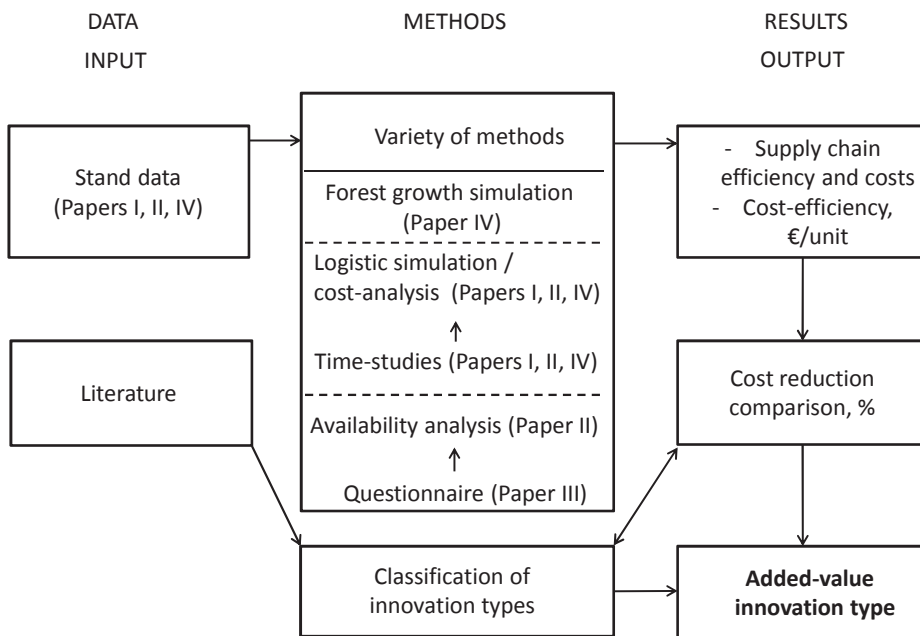 DATA
INPUT
METHODS
RESULTS
OUTPUT
Stand data
(Papers I, II, IV)
Literature
Variety of methods
Forest growth simulation
(Paper IV)
Logistic simulation /
cost-analysis (Papers I, II, IV)
Time-studies (Papers I, II, IV)
Availability analysis (Paper II)
Questionnaire (Paper III)
Classification of
innovation types
- Supply chain
efficiency and costs
- Cost-efficiency,
€/unit
Cost reduction
comparison, %
Added-value
innovation type